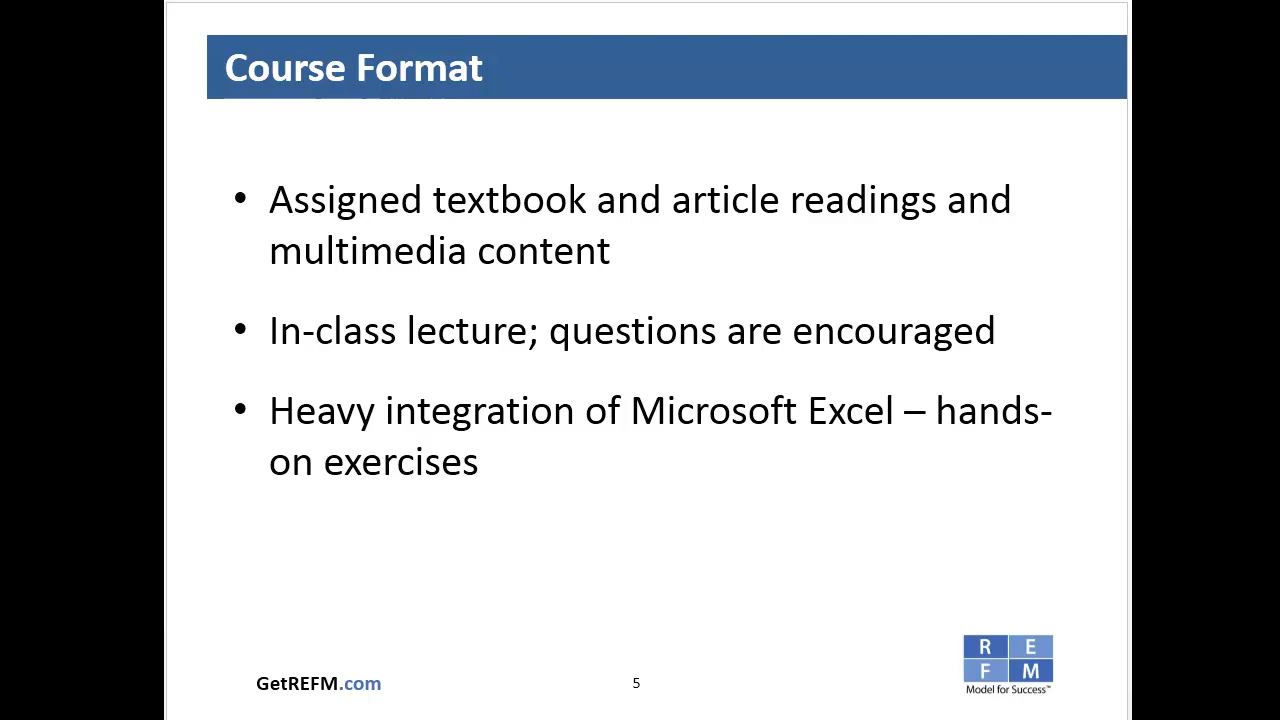 Course Format
• Assigned textbook and article readings and
multimedia content
• In-class lecture; questions are encouraged
• Heavy integration of Microsoft Excel – hands-
on exercises
GetREFM.com
5
R E
F M
Model for Success™